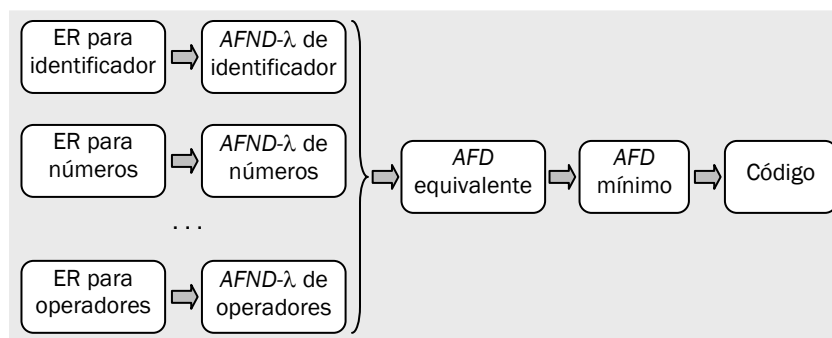 ER para
identificador
AFND-λ de
identificador
ER para
números
AFND-λ de
números
AFD
equivalente
AFD
mínimo
Código
...
ER para
operadores
AFND-λ de
operadores